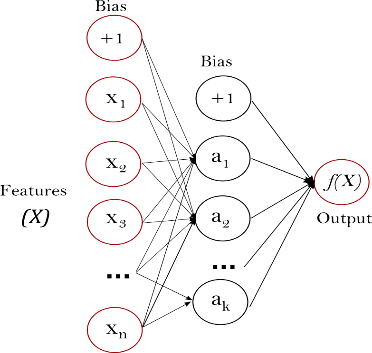 Bias
+1
x1
x2
x3
...
xn
Features
(X)
Bias
+1
a1
a2
...
ak
f(X)
Output